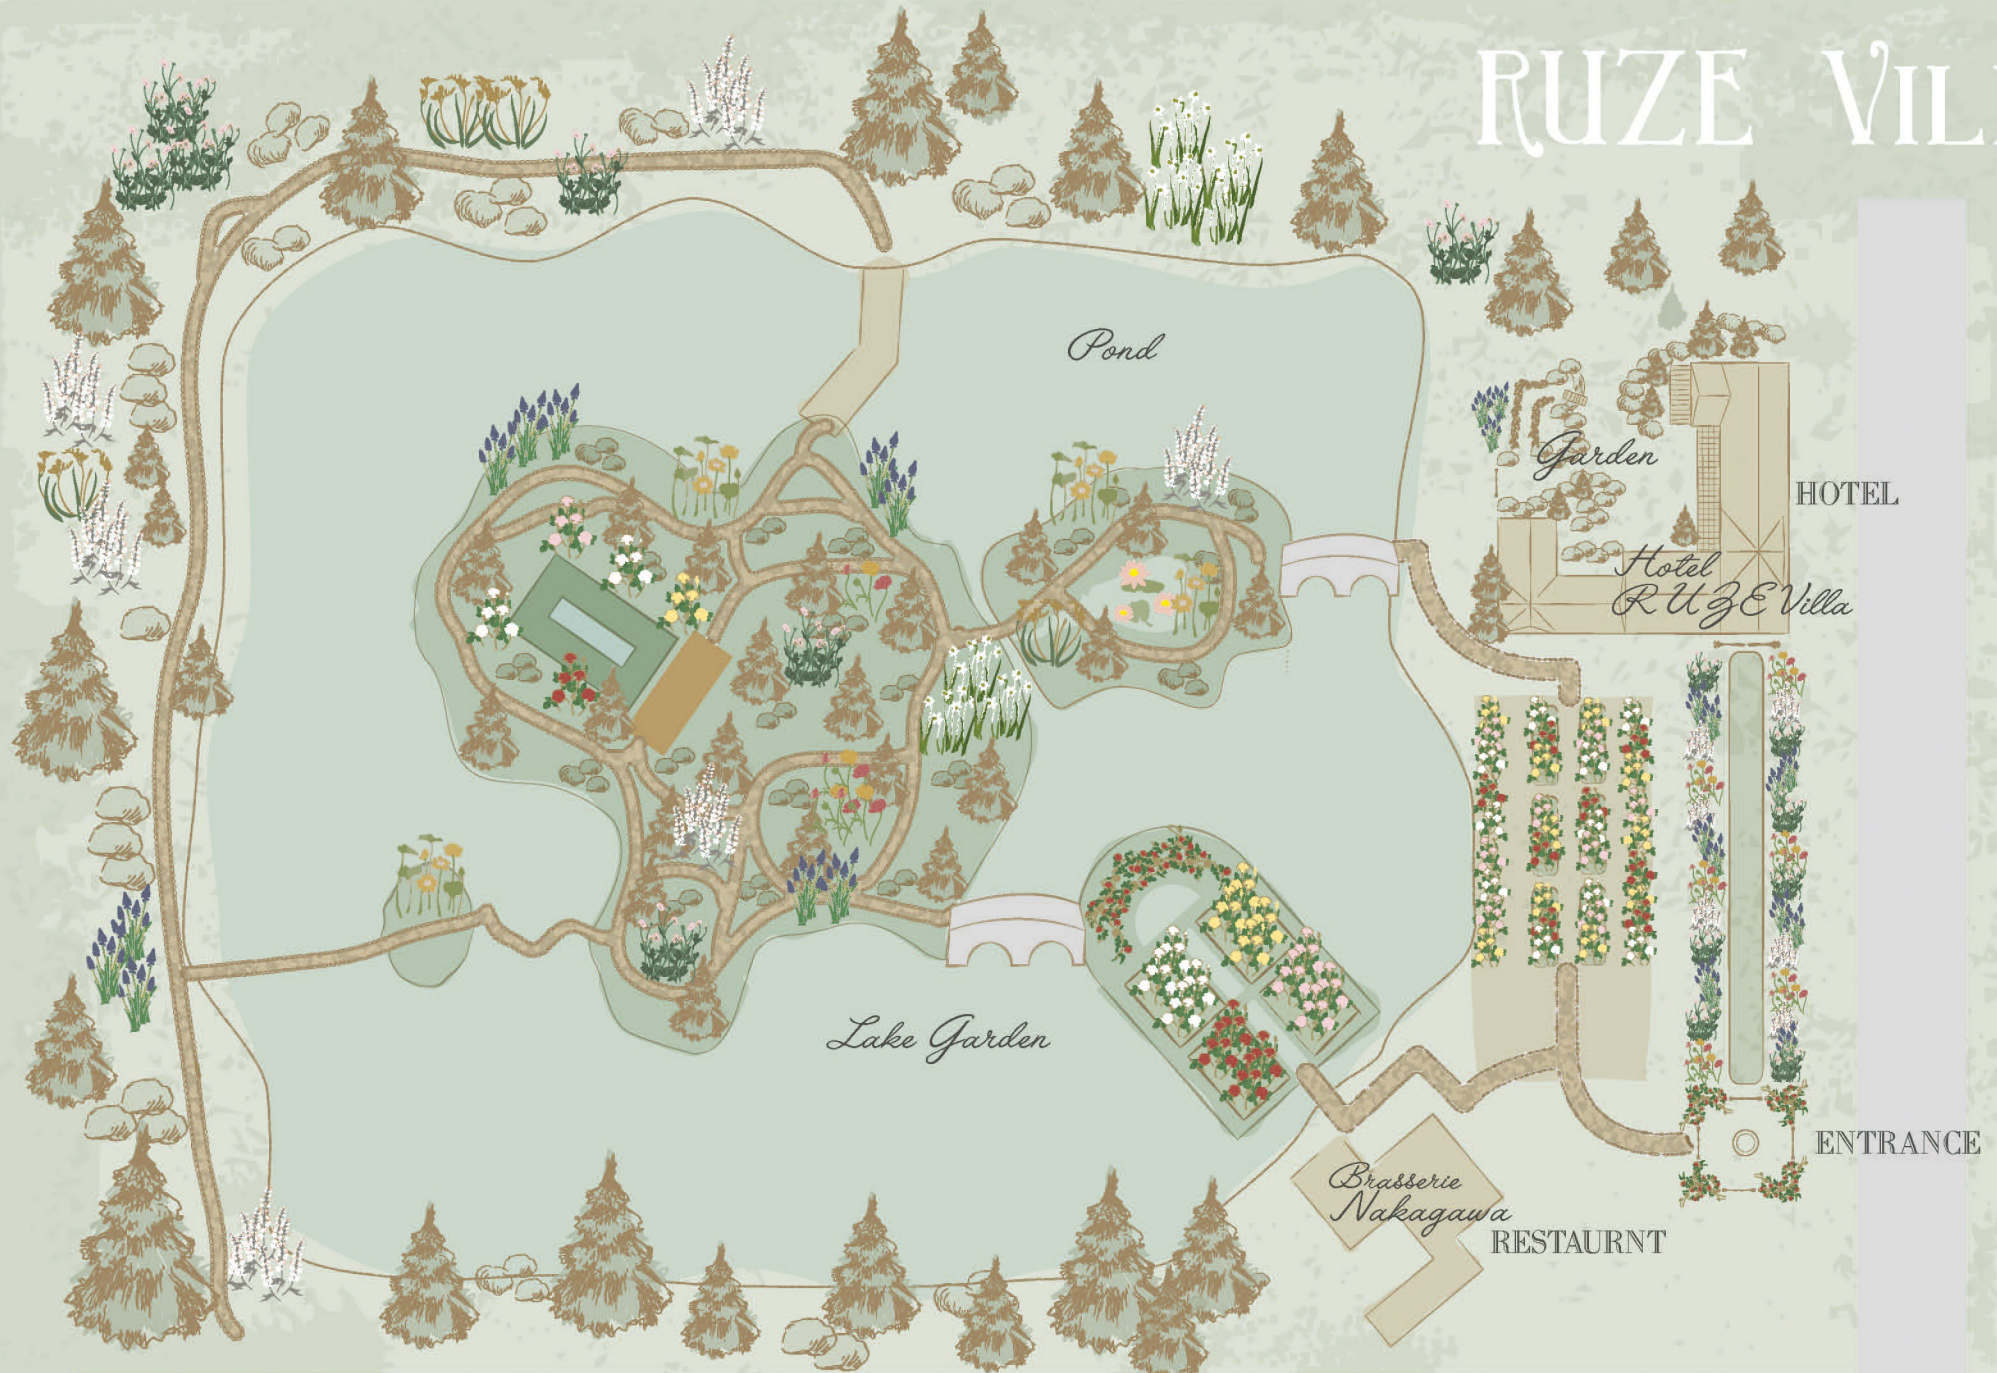 RUZE VIL
Pond
Garden
HOTEL
Hotel
RUZE Villa
Lake Garden
ENTRANCE
Brasserie
Nakagawa
RESTAURNT